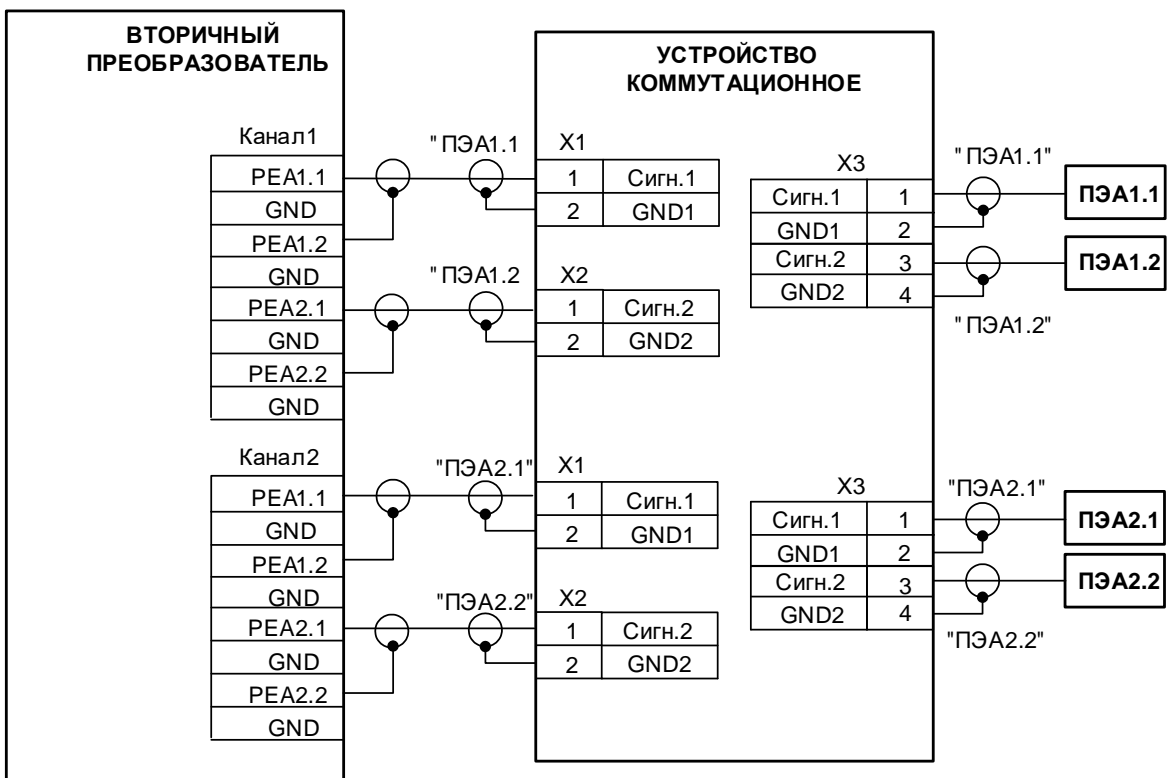 ВТОРИЧНЫЙ
ПРЕОБРАЗОВАТЕЛЬ
УСТРОЙСТВО
КОММУТАЦИОННОЕ
Канал1
PEA1.1
GND
PEA1.2
GND
PEA2.1
GND
PEA2.2
GND
"ПЭА1.1
X1
1 Сигн.1
2 GND1
"ПЭА1.2
X2
1 Сигн.2
2 GND2
X3
Сигн.1 1
GND1 2
Сигн.2 3
GND2 4
"ПЭА1.1"
ПЭА1.1
ПЭА1.2
"ПЭА1.2"
Канал2
PEA1.1
GND
PEA1.2
GND
PEA2.1
GND
PEA2.2
GND
"ПЭА2.1"
X1
1 Сигн.1
2 GND1
"ПЭА2.2"
X2
1 Сигн.2
2 GND2
X3
Сигн.1 1
GND1 2
Сигн.2 3
GND2 4
"ПЭА2.1"
ПЭА2.1
ПЭА2.2
"ПЭА2.2"